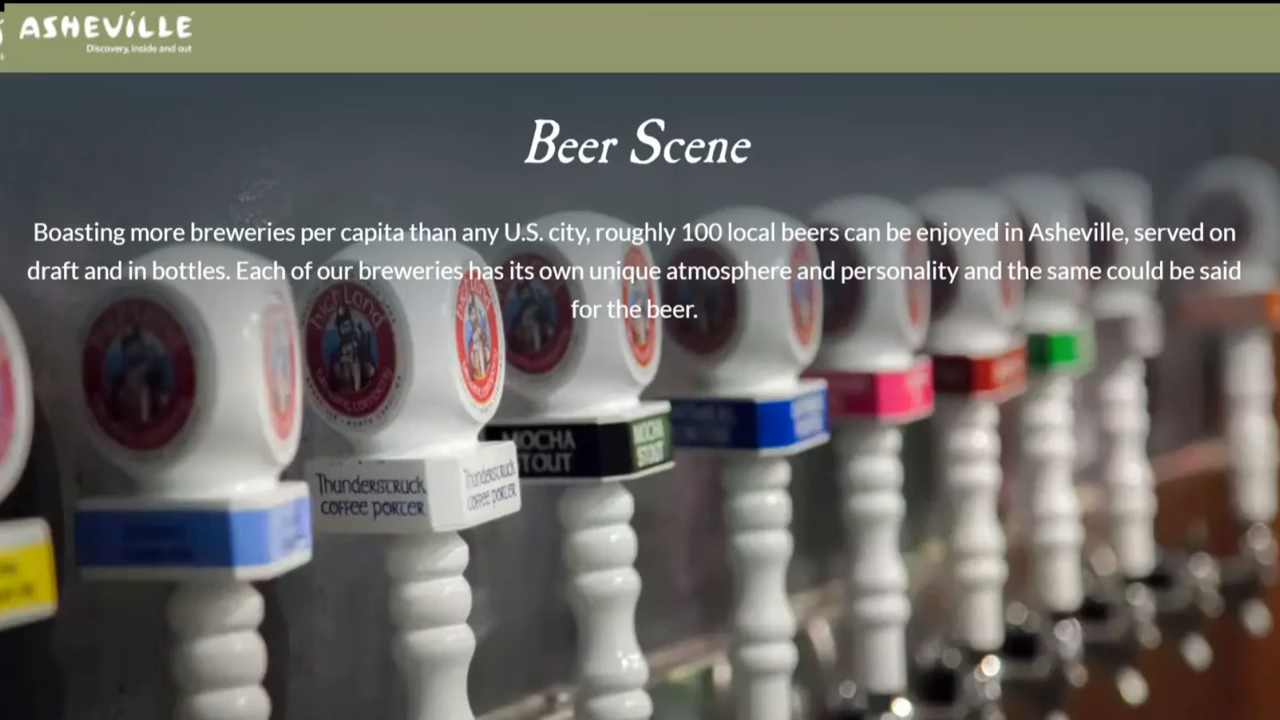 ASHEVILLE
Discovery, inside and out
Beer Scene
Boasting more breweries per capita than any U.S. city, roughly 100 local beers can be enjoyed in Asheville, served on
draft and in bottles. Each of our breweries has its own unique atmosphere and personality and the same could be said
for the beer.
highland
highland
Thunderstruck
coffee porter
Thunderstruck
coffee porter
MOCHA
STOUT
MOCHA
STOUT